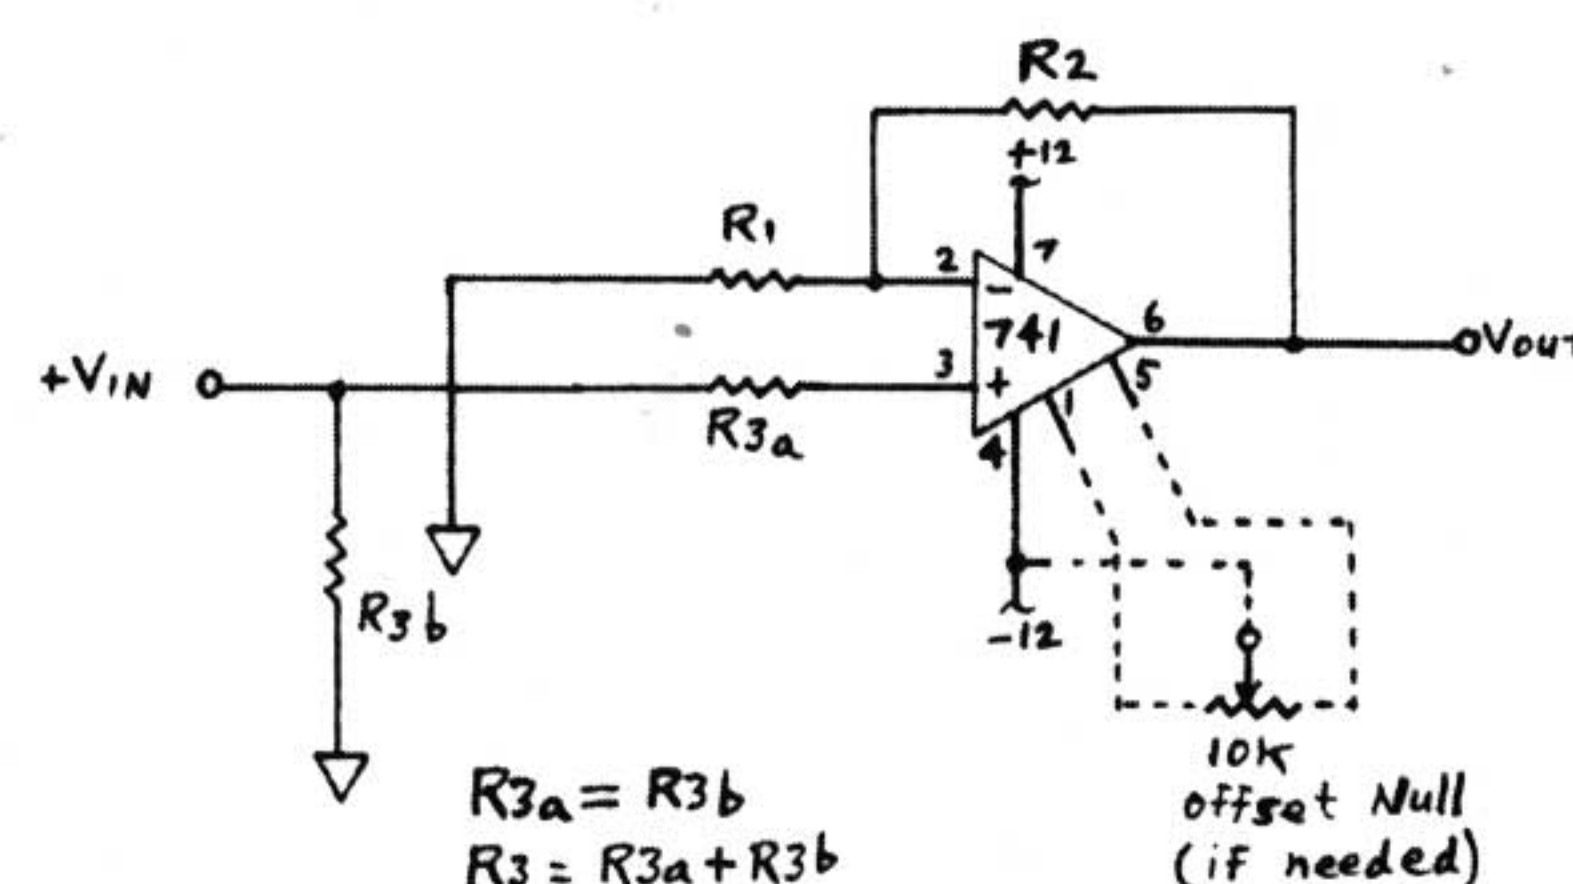 R2
+12
R1
2
7
−
741
6
Vout
+VIN
3
+
5
R3a
1
4
R3b
-12
10K
R3a = R3b
offset Null
R3 = R3a + R3b
(if needed)